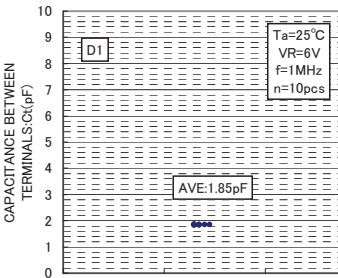 CAPACITANCE BETWEEN
TERMINALS:Ct(pF)
10
9
8
7
6
5
4
3
2
1
0
D1
Ta=25℃
VR=6V
f=1MHz
n=10pcs
AVE:1.85pF